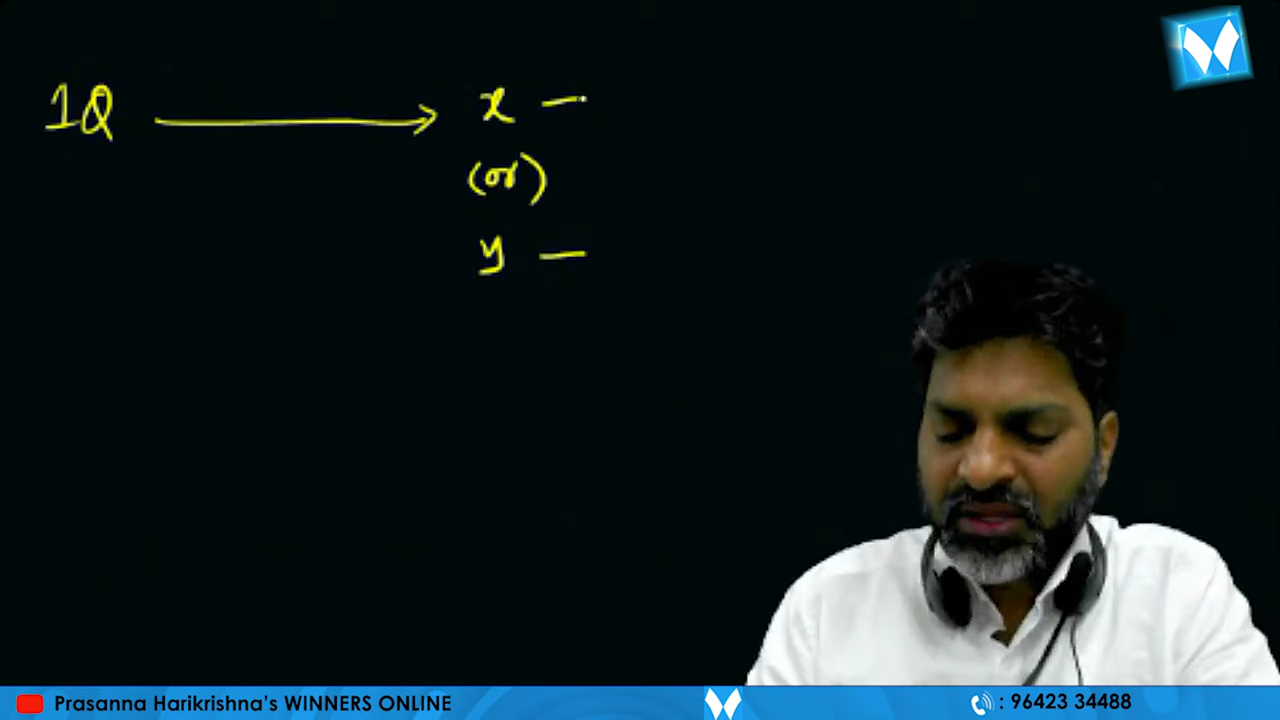 1Q → x —
(or)
y —
Prasanna Harikrishna's WINNERS ONLINE
: 96423 34488